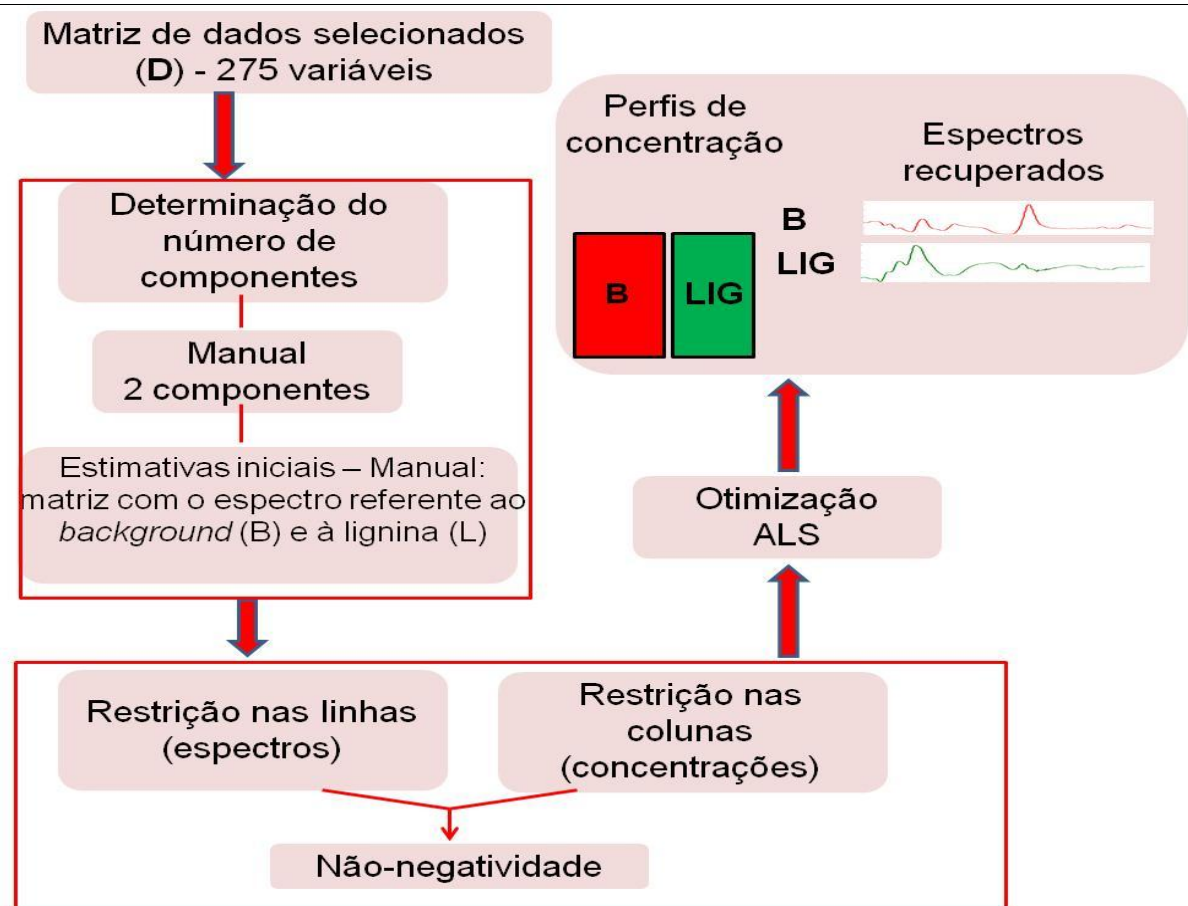 Matriz de dados selecionados
(D) - 275 variáveis
Determinação do
número de
componentes
Manual
2 componentes
Estimativas iniciais – Manual:
matriz com o espectro referente ao
background (B) e à lignina (L)
Restrição nas linhas
(espectros)
Restrição nas
colunas
(concentrações)
Não-negatividade
Otimização
ALS
Perfis de
concentração
B
LIG
Espectros
recuperados
B
LIG